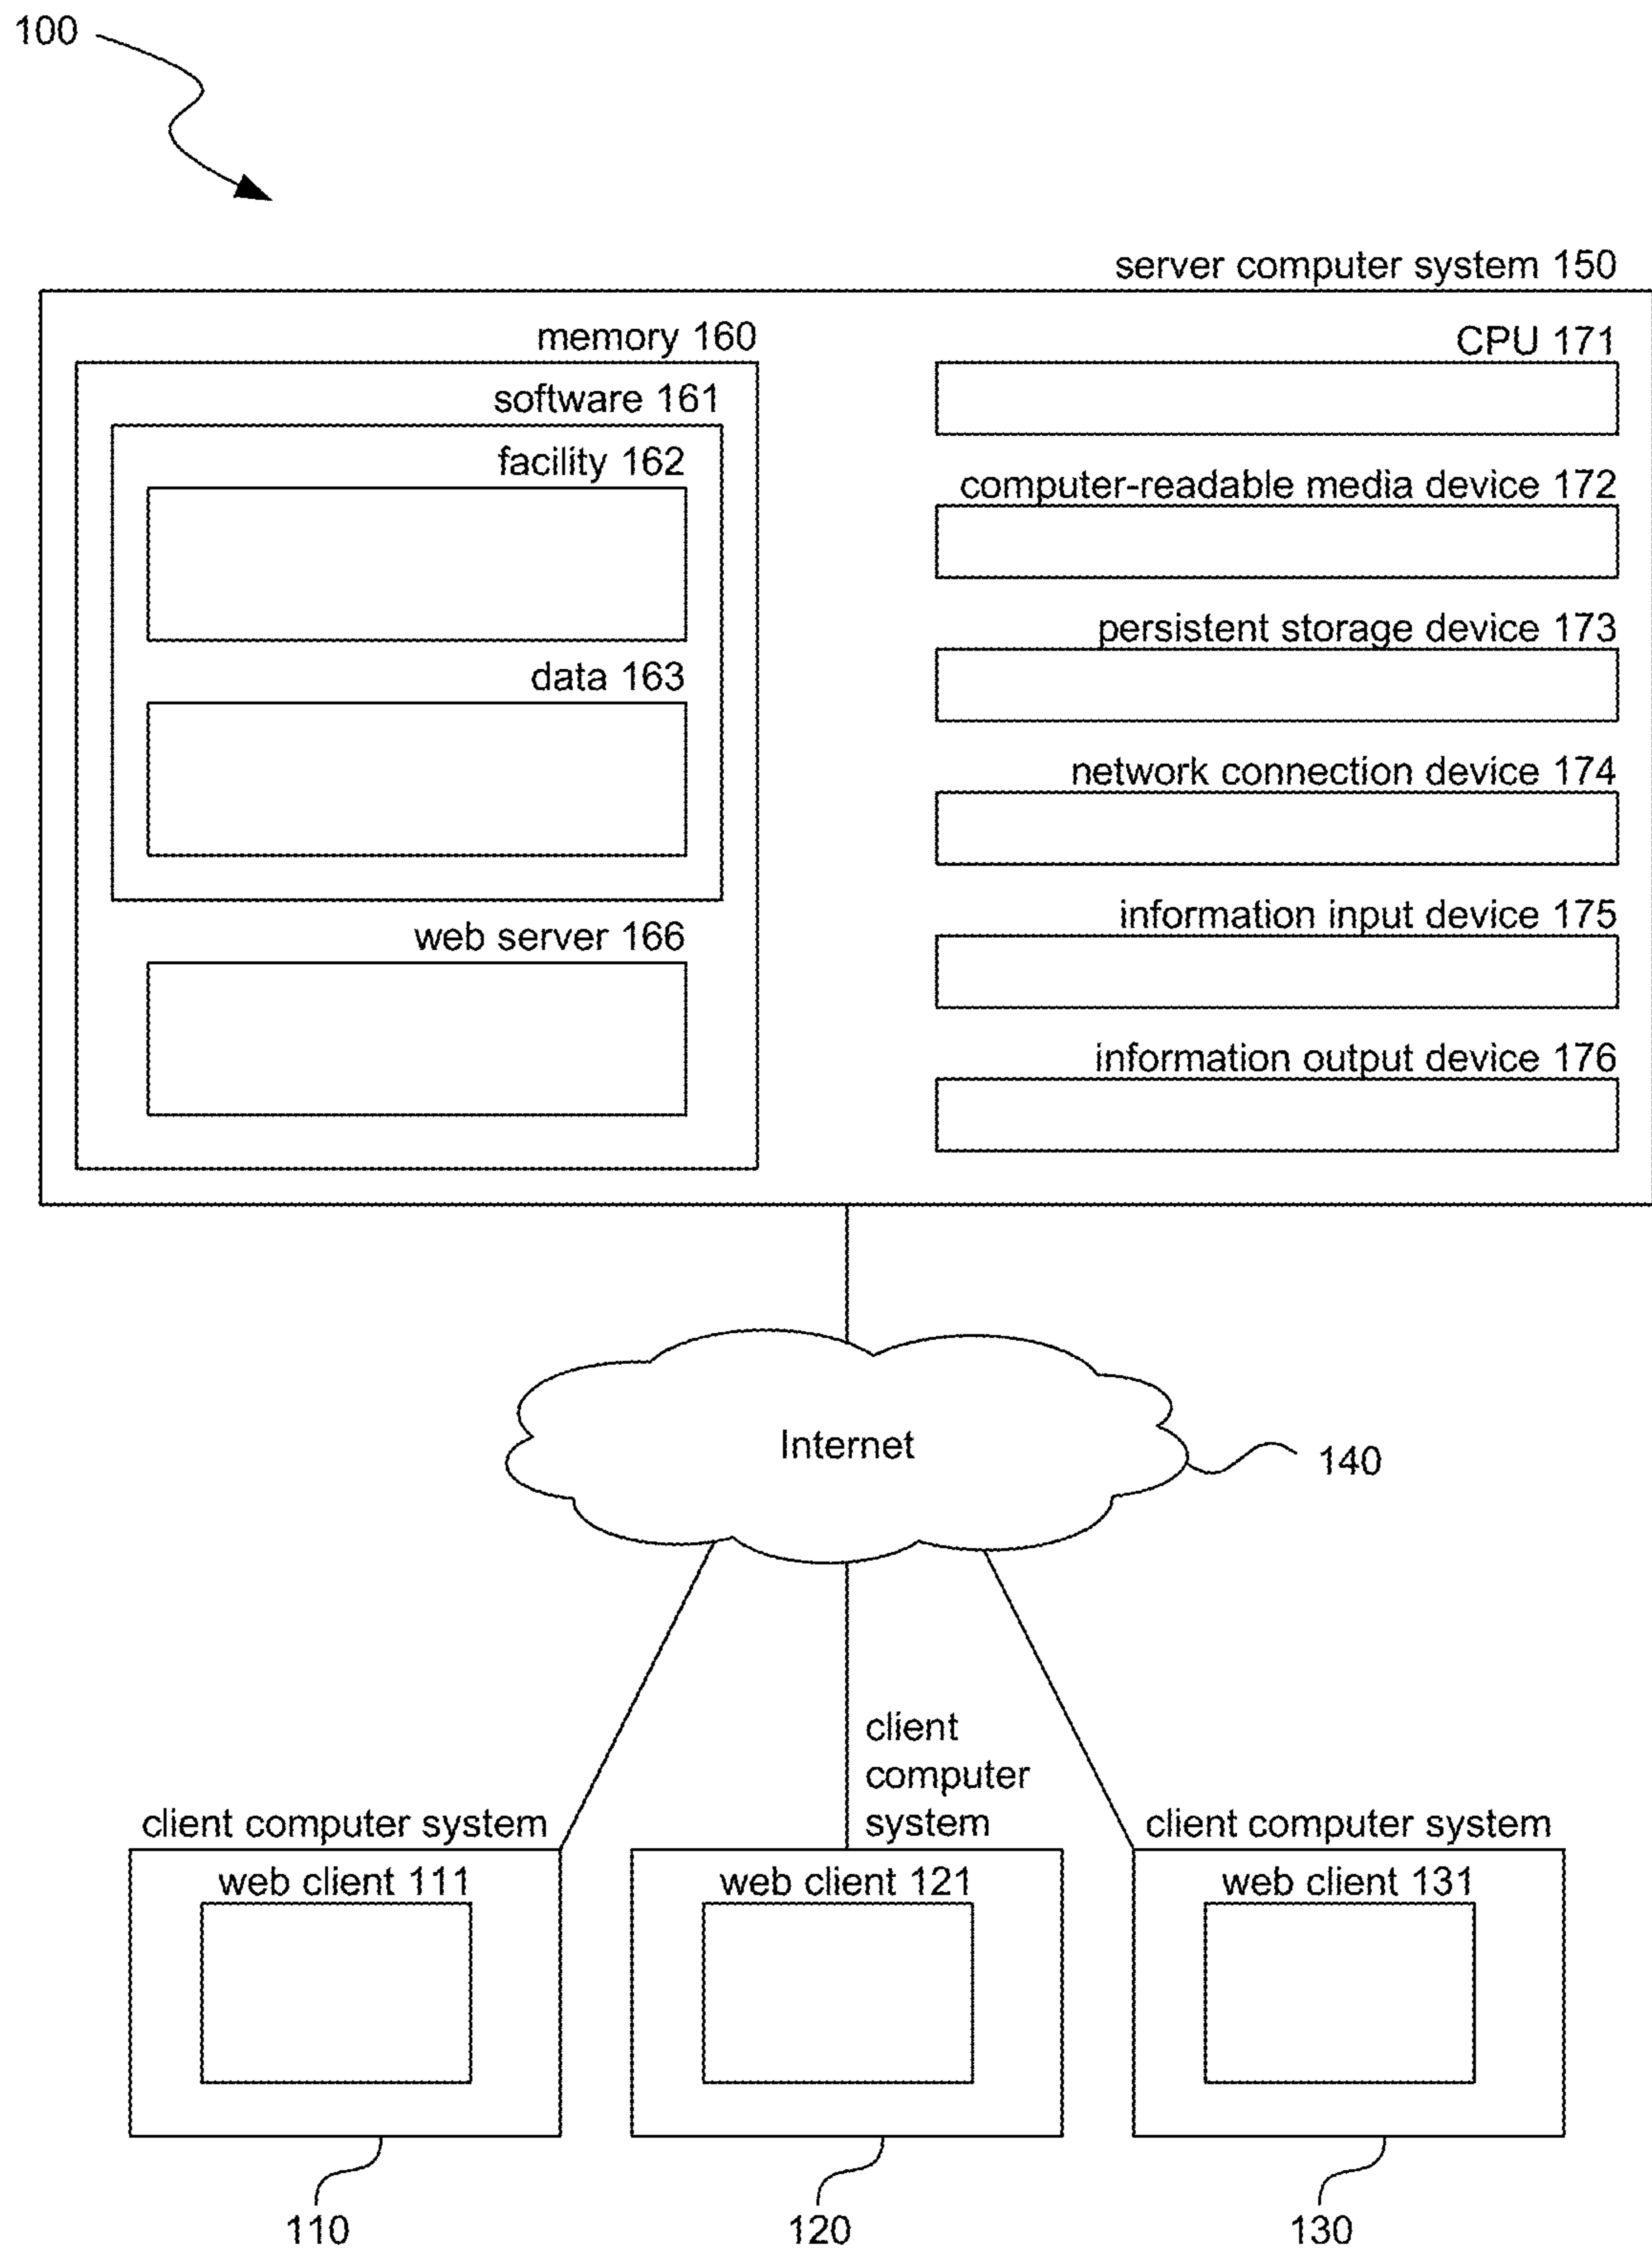 100
server computer system 150
memory 160
software 161
facility 162
data 163
web server 166
CPU 171
computer-readable media device 172
persistent storage device 173
network connection device 174
information input device 175
information output device 176
Internet
140
client computer system
web client 111
110
client
computer
system
web client 121
120
client computer system
web client 131
130